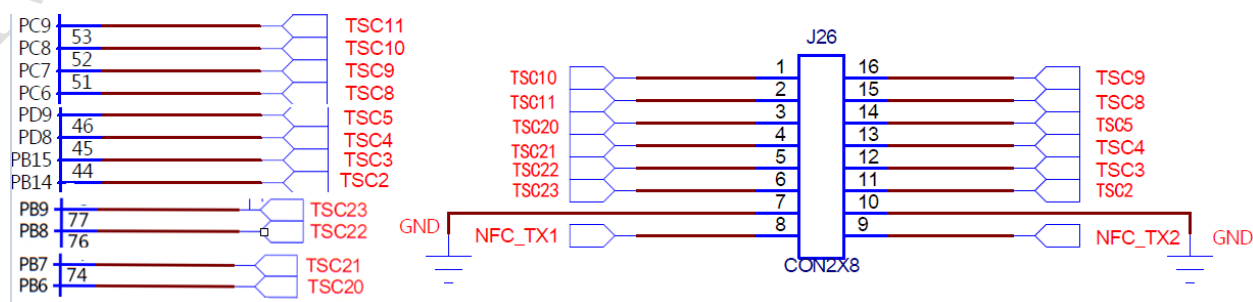 PC9 TSC11
53
PC8 TSC10
52
PC7 TSC9
51
PC6 TSC8
PD9 TSC5
46
PD8 TSC4
45
PB15 TSC3
44
PB14 TSC2
PB9 TSC23
77
PB8 TSC22
76
PB7 TSC21
74
PB6 TSC20
J26
TSC10 1 16 TSC9
TSC11 2 15 TSC8
TSC20 3 14 TSC5
TSC21 4 13 TSC4
TSC22 5 12 TSC3
TSC23 6 11 TSC2
GND 7 10 GND
NFC_TX1 8 9 NFC_TX2
CON2X8